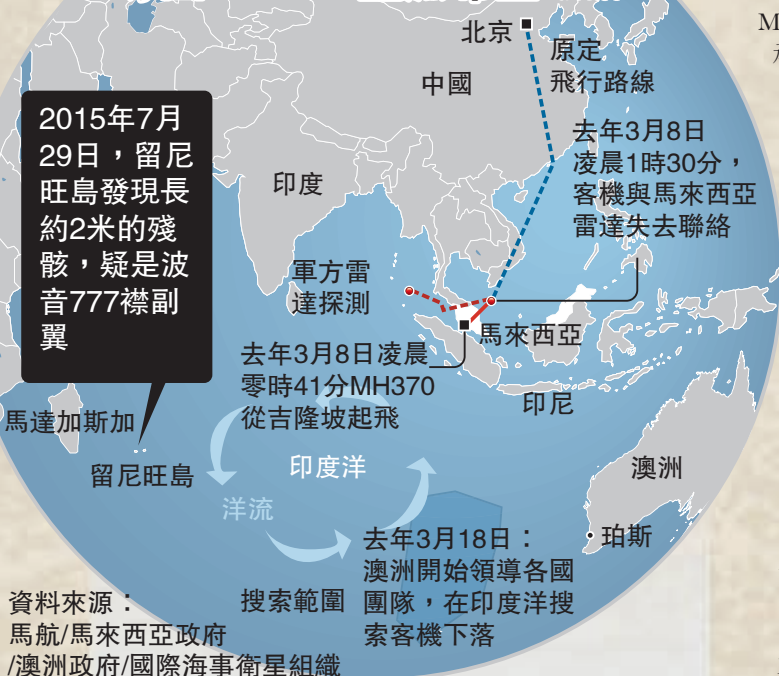 北京
原定
飛行路線
中國
2015年7月
29日，留尼
旺島發現長
約2米的殘
骸，疑是波
音777襟副
翼
去年3月8日
凌晨1時30分，
客機與馬來西亞
雷達失去聯絡
印度
軍方雷
達探測
馬來西亞
去年3月8日凌晨
零時41分MH370
從吉隆坡起飛
印尼
馬達加斯加
留尼旺島
印度洋
澳洲
洋流
珀斯
去年3月18日：
澳洲開始領導各國
團隊，在印度洋搜
索客機下落
搜索範圍
資料來源：
馬航/馬來西亞政府
/澳洲政府/國際海事衛星組織
M